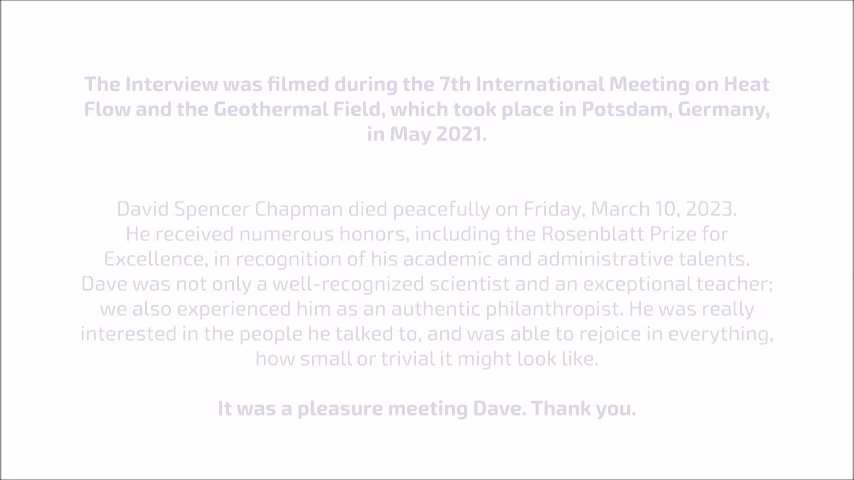 The Interview was filmed during the 7th International Meeting on Heat
Flow and the Geothermal Field, which took place in Potsdam, Germany,
in May 2021.
David Spencer Chapman died peacefully on Friday, March 10, 2023.
He received numerous honors, including the Rosenblatt Prize for
Excellence, in recognition of his academic and administrative talents.
Dave was not only a well-recognized scientist and an exceptional teacher;
we also experienced him as an authentic philanthropist. He was really
interested in the people he talked to, and was able to rejoice in everything,
how small or trivial it might look like.
It was a pleasure meeting Dave. Thank you.